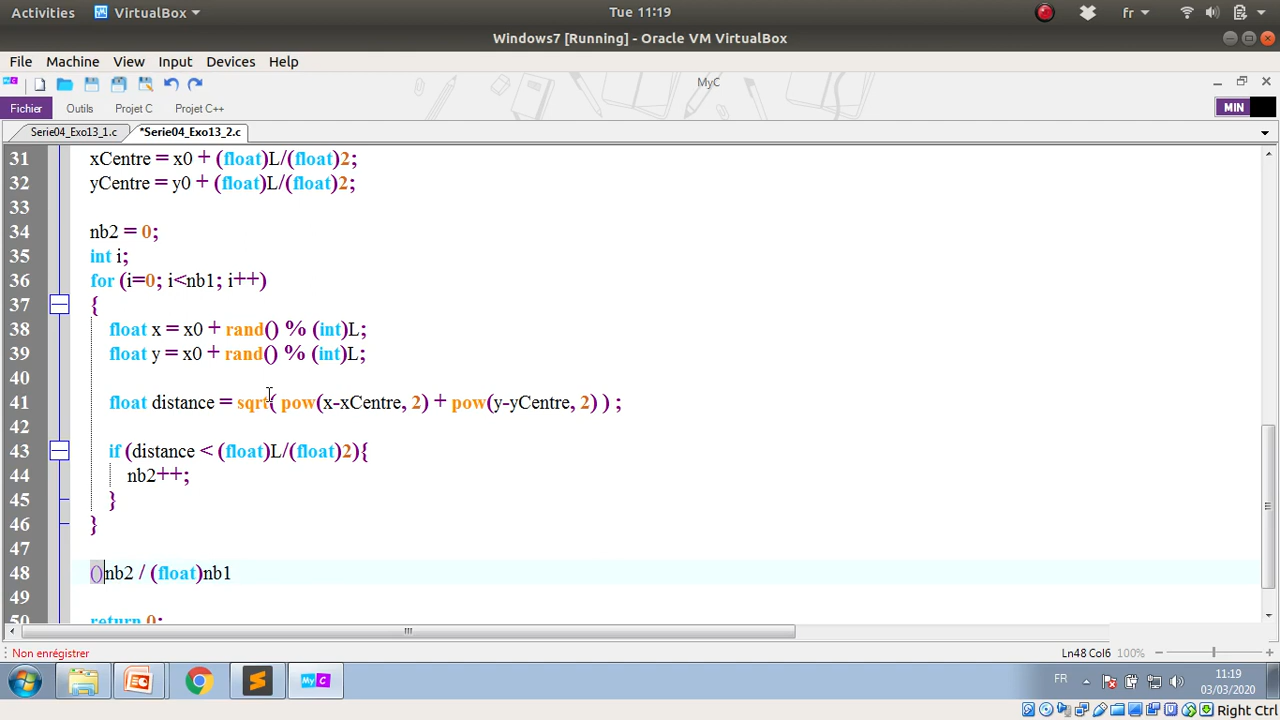 Activities VirtualBox Tue 11:19 fr
Windows7 [Running] - Oracle VM VirtualBox
File Machine View Input Devices Help
MyC
Fichier Outils Projet C Projet C++ MIN
Serie04_Exo13_1.c *Serie04_Exo13_2.c
31 xCentre = x0 + (float)L/(float)2;
32 yCentre = y0 + (float)L/(float)2;
33
34 nb2 = 0;
35 int i;
36 for (i=0; i<nb1; i++)
37 {
38 float x = x0 + rand() % (int)L;
39 float y = x0 + rand() % (int)L;
40
41 float distance = sqrt( pow(x-xCentre, 2) + pow(y-yCentre, 2) ) ;
42
43 if (distance < (float)L/(float)2){
44 nb2++;
45 }
46 }
47
48 ()nb2 / (float)nb1
49
50 return 0;
Non enregistrer Ln48 Col6 100%
MyC FR 11:19
03/03/2020
Right Ctrl